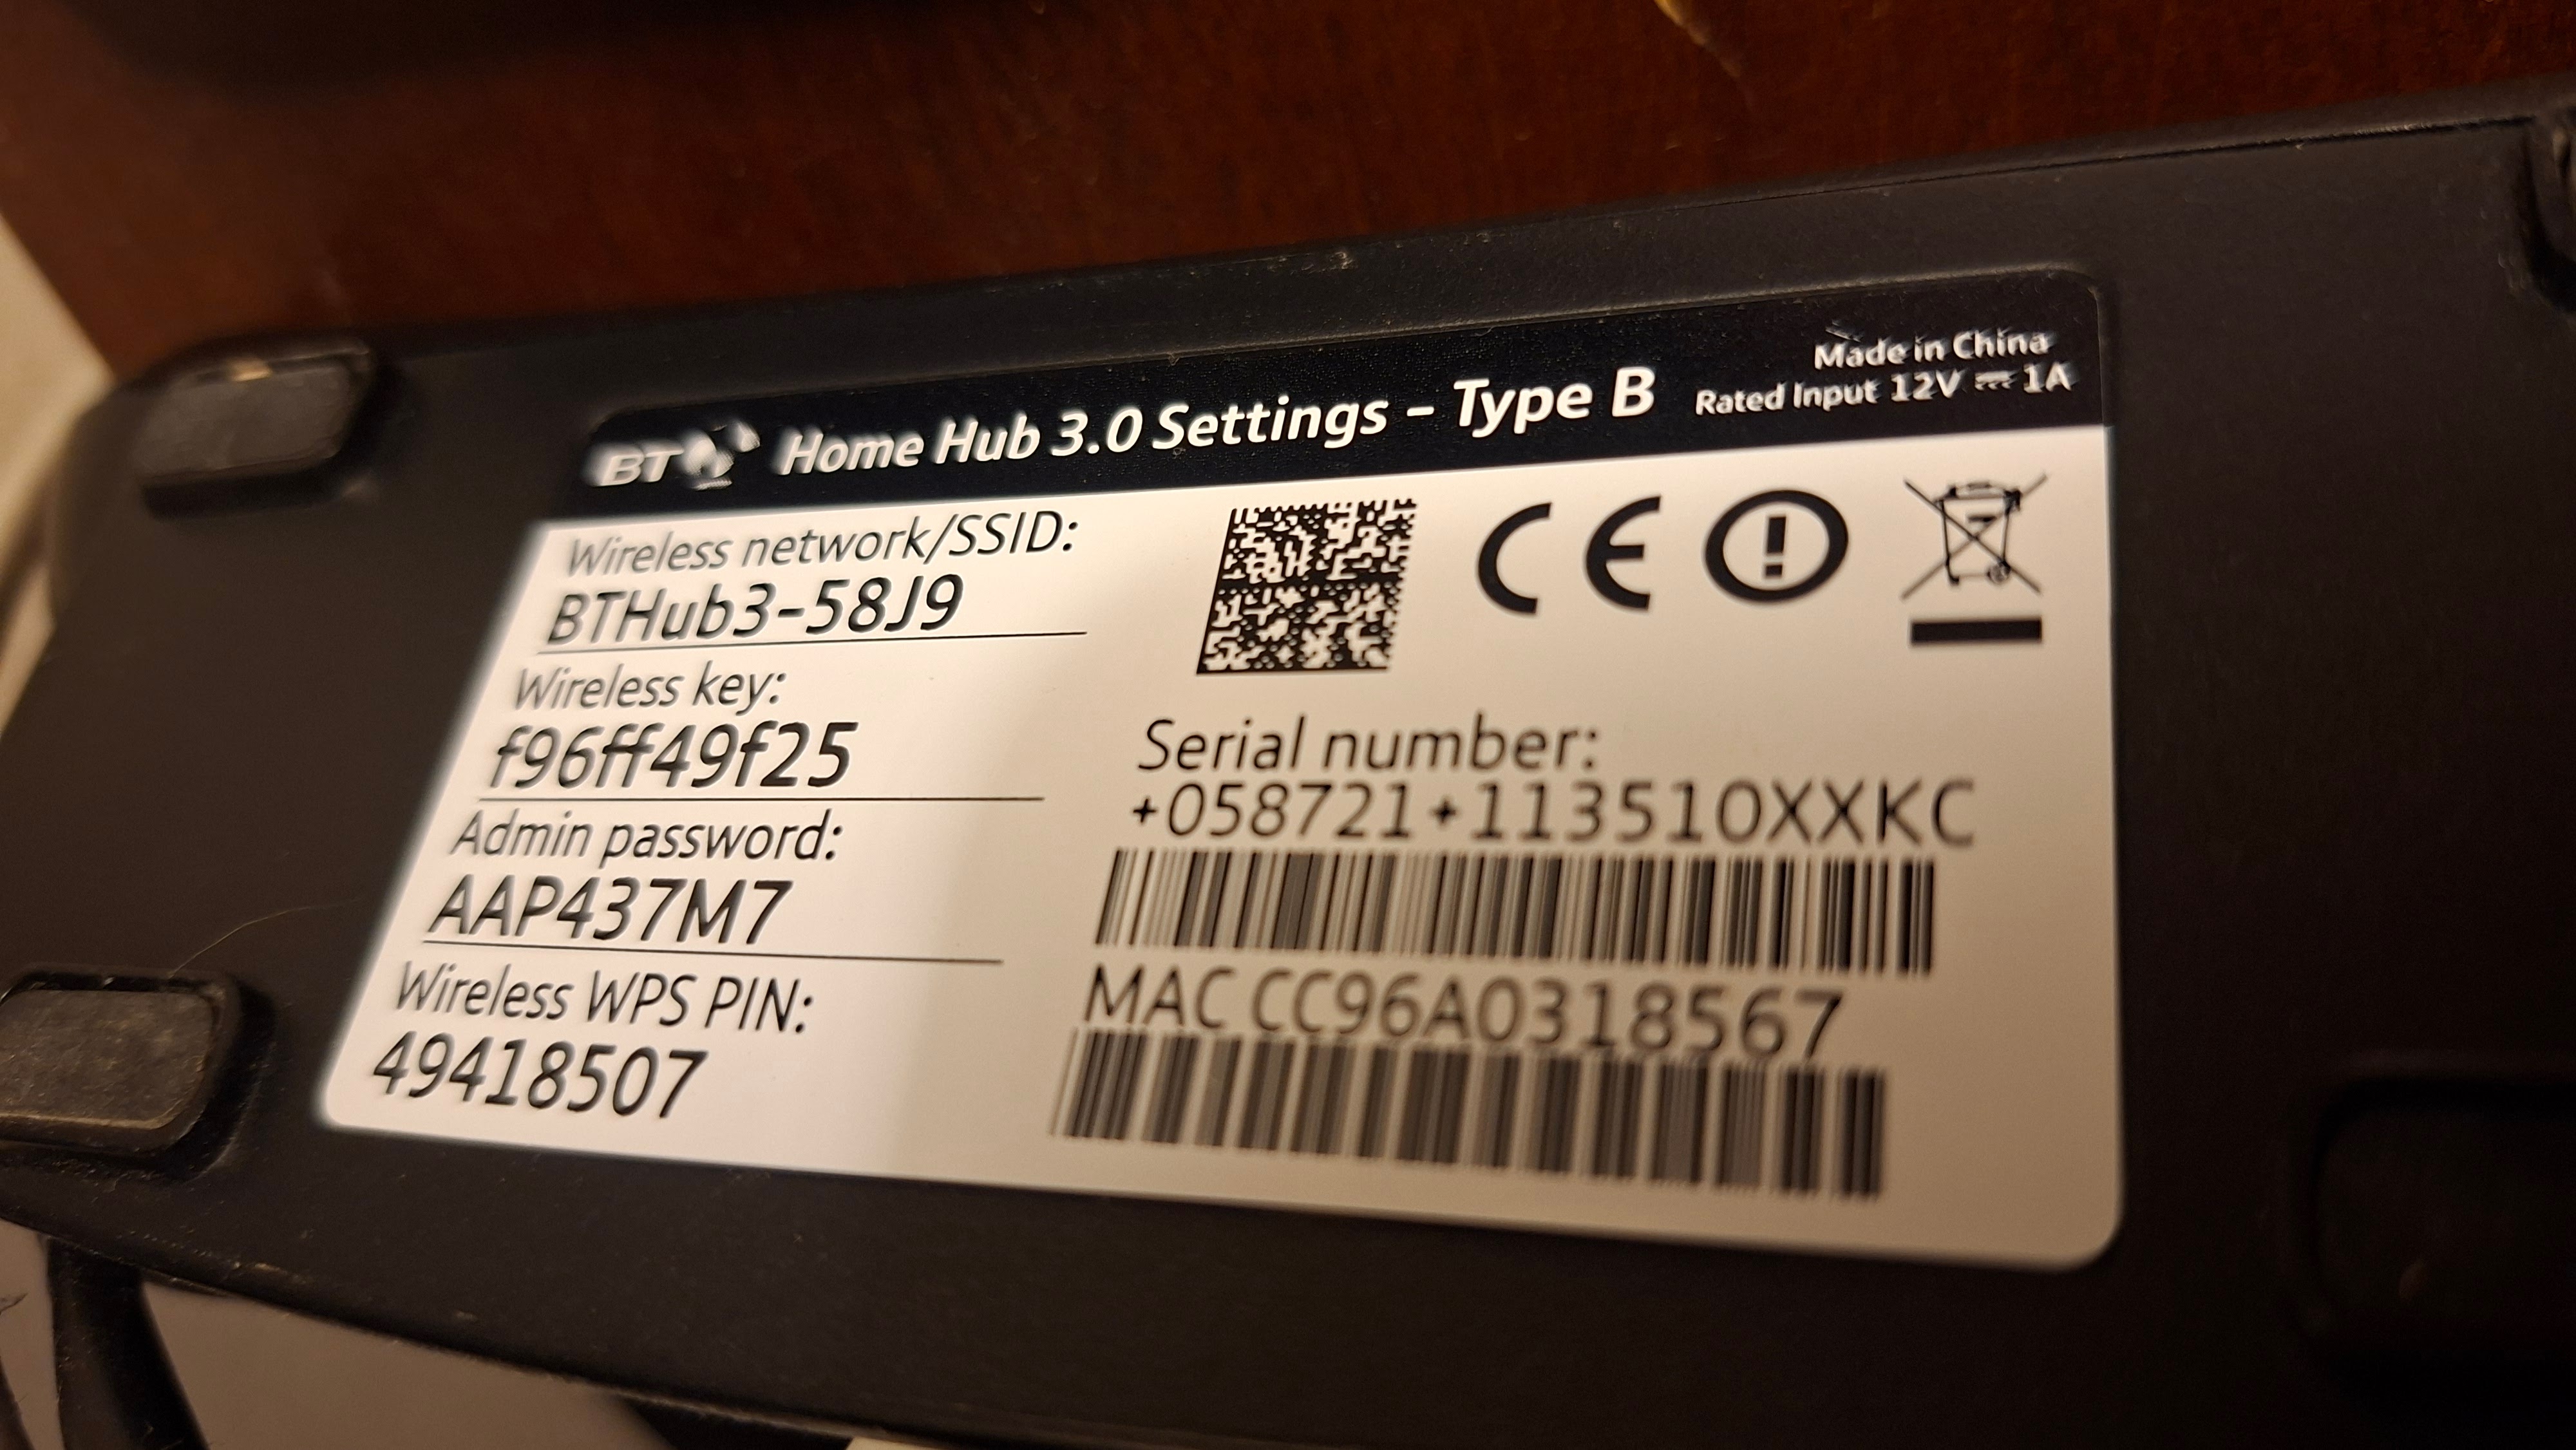 BT Home Hub 3.0 Settings – Type B
Made in China
Rated Input 12V ⎓ 1A
Wireless network/SSID:
BTHub3-58J9
Wireless key:
f96ff49f25
Admin password:
AAP437M7
Wireless WPS PIN:
49418507
CE
Serial number:
+058721+113510XXKC
MAC CC96A0318567